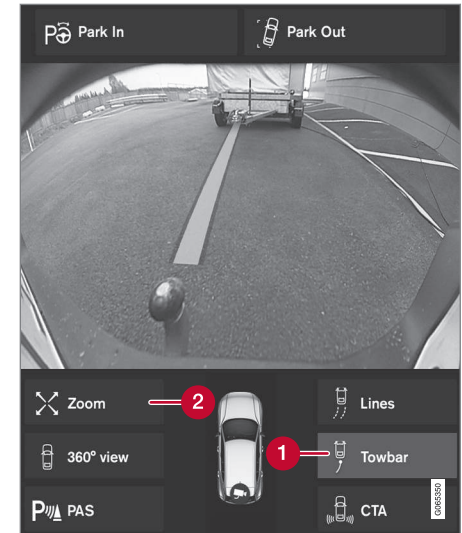 Park In
Park Out
2
Zoom
Lines
1
360° view
Towbar
PAS
CTA
G065350